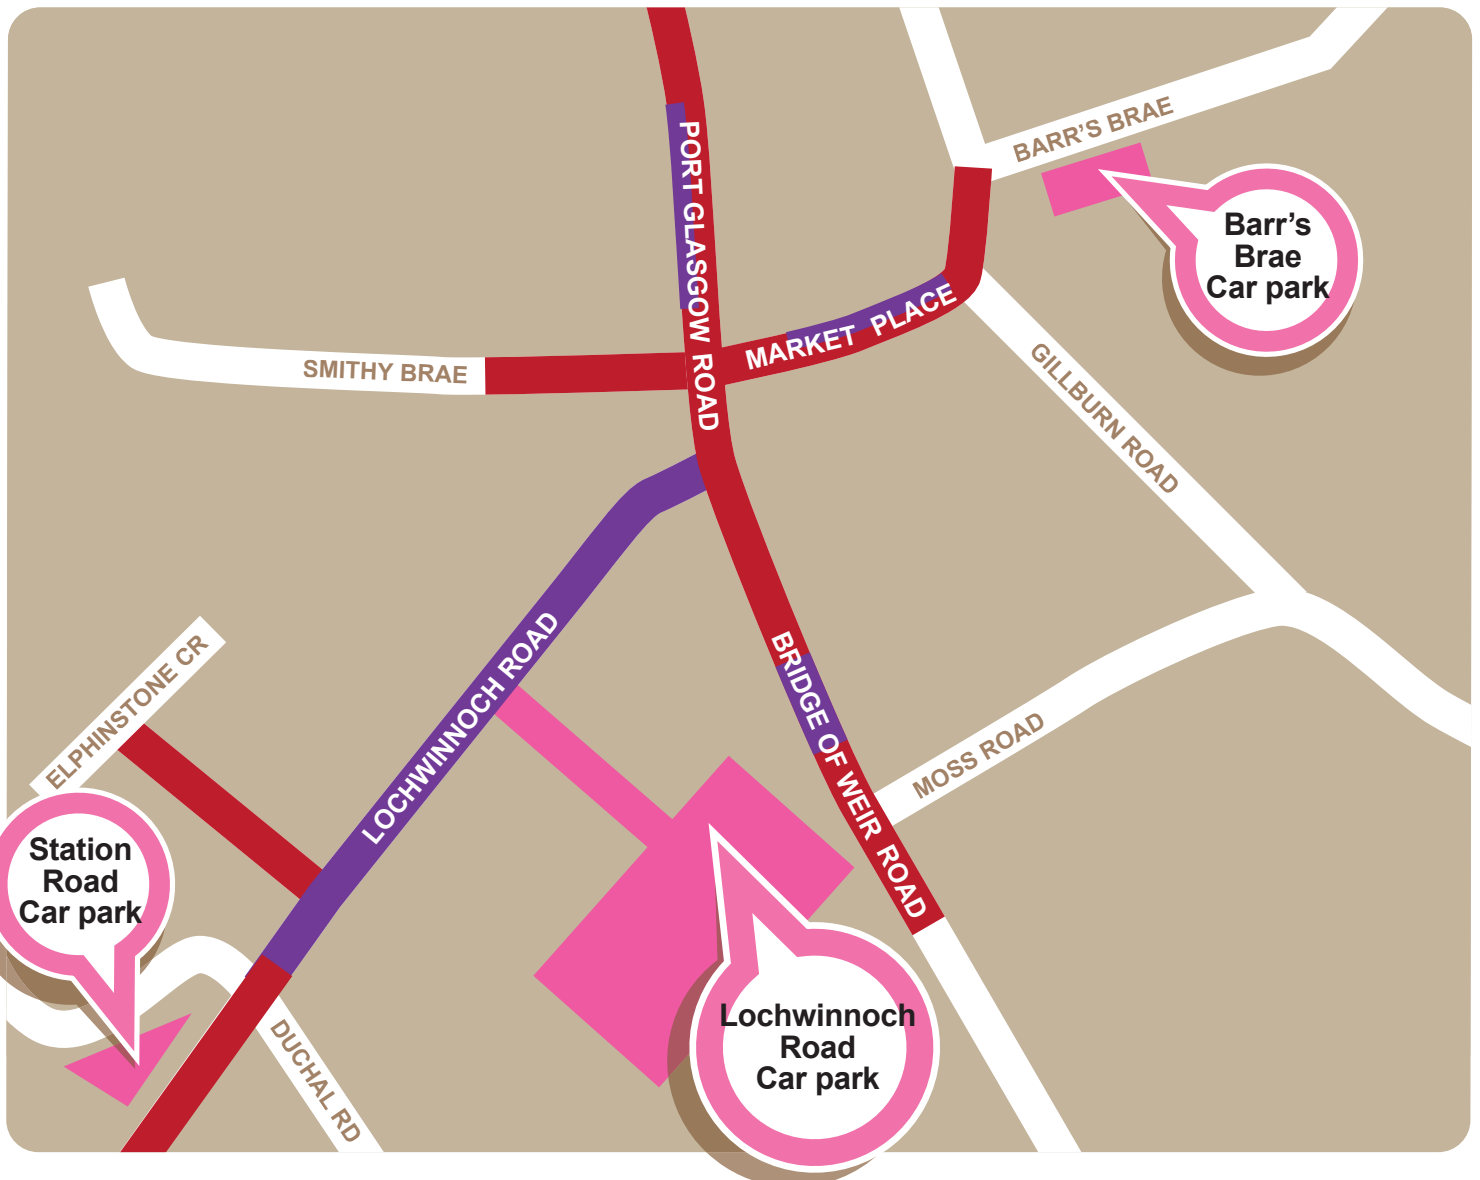 BARR’S BRAE
PORT GLASGOW ROAD
Barr’s
Brae
Car park
MARKET PLACE
SMITHY BRAE
GILLBURN ROAD
LOCHWINNOCH ROAD
ELPHINSTONE CR
BRIDGE OF WEIR ROAD
MOSS ROAD
Station
Road
Car park
Lochwinnoch
Road
Car park
DUCHAL RD